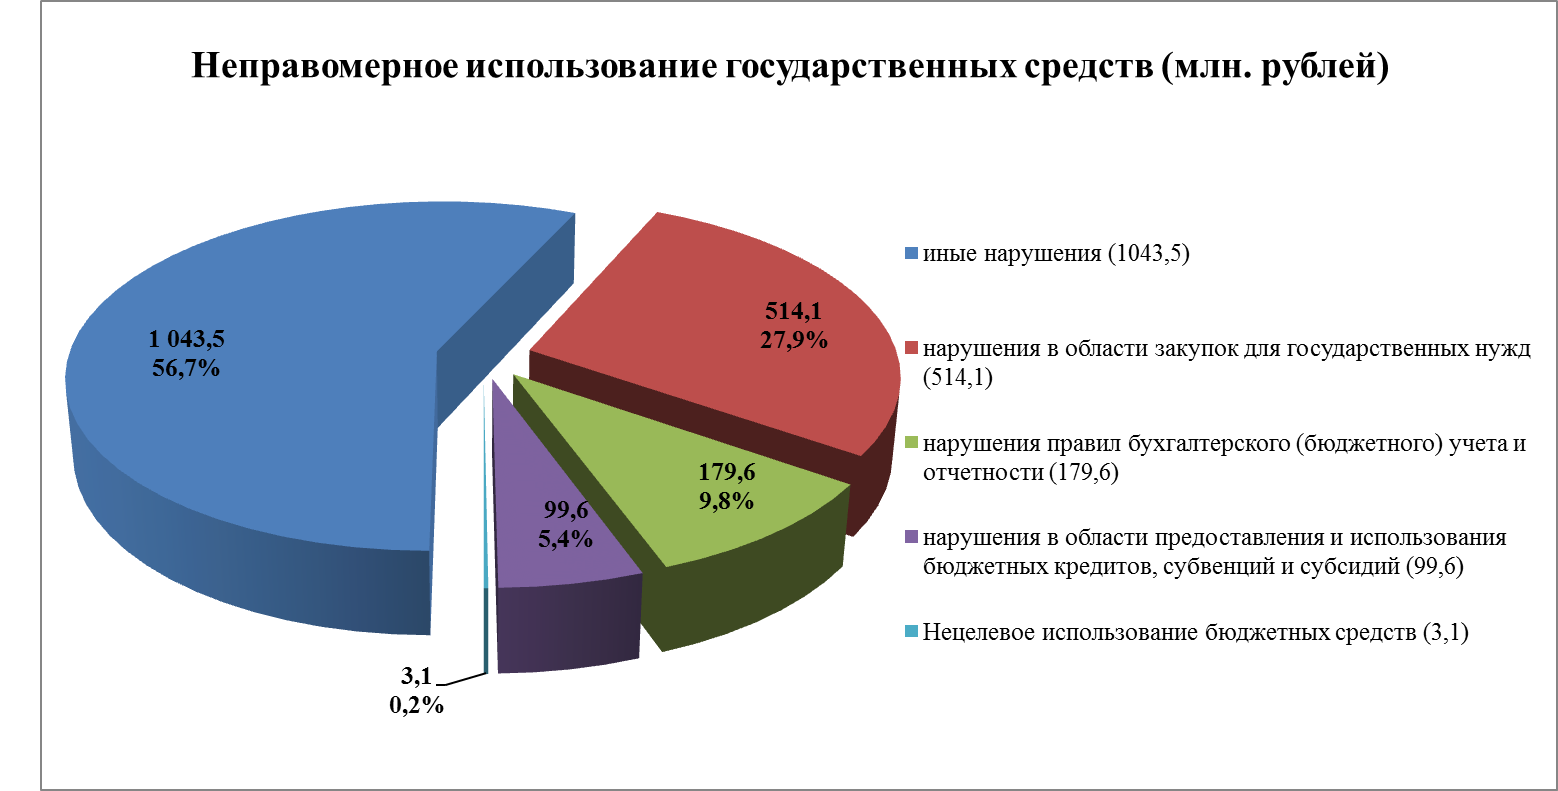 Неправомерное использование государственных средств (млн. рублей)
1 043,5
56,7%
514,1
27,9%
179,6
9,8%
99,6
5,4%
3,1
0,2%
иные нарушения (1043,5)
нарушения в области закупок для государственных нужд
(514,1)
нарушения правил бухгалтерского (бюджетного) учета и
отчетности (179,6)
нарушения в области предоставления и использования
бюджетных кредитов, субвенций и субсидий (99,6)
Нецелевое использование бюджетных средств (3,1)